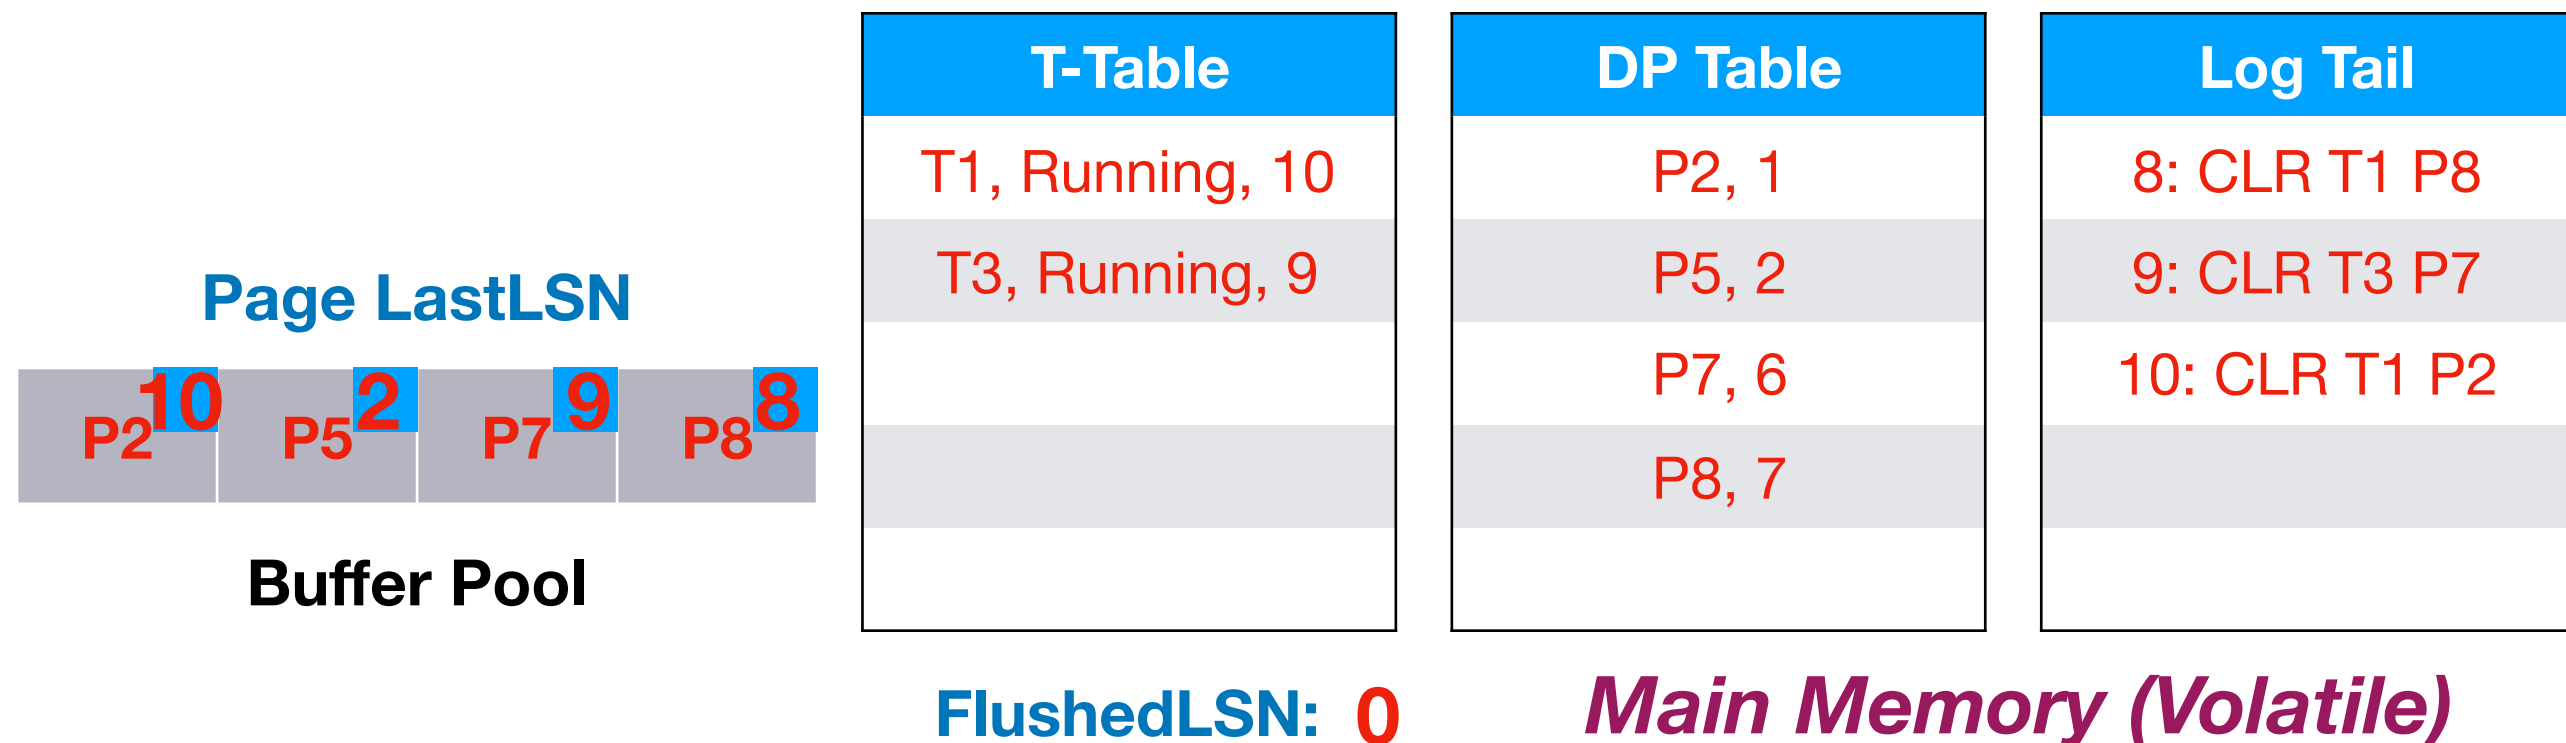 T-Table
T1, Running, 10
T3, Running, 9
DP Table
P2, 1
P5, 2
P7, 6
P8, 7
Log Tail
8: CLR T1 P8
9: CLR T3 P7
10: CLR T1 P2
Page LastLSN
P2 10
P5 2
P7 9
P8 8
Buffer Pool
FlushedLSN: 0
Main Memory (Volatile)